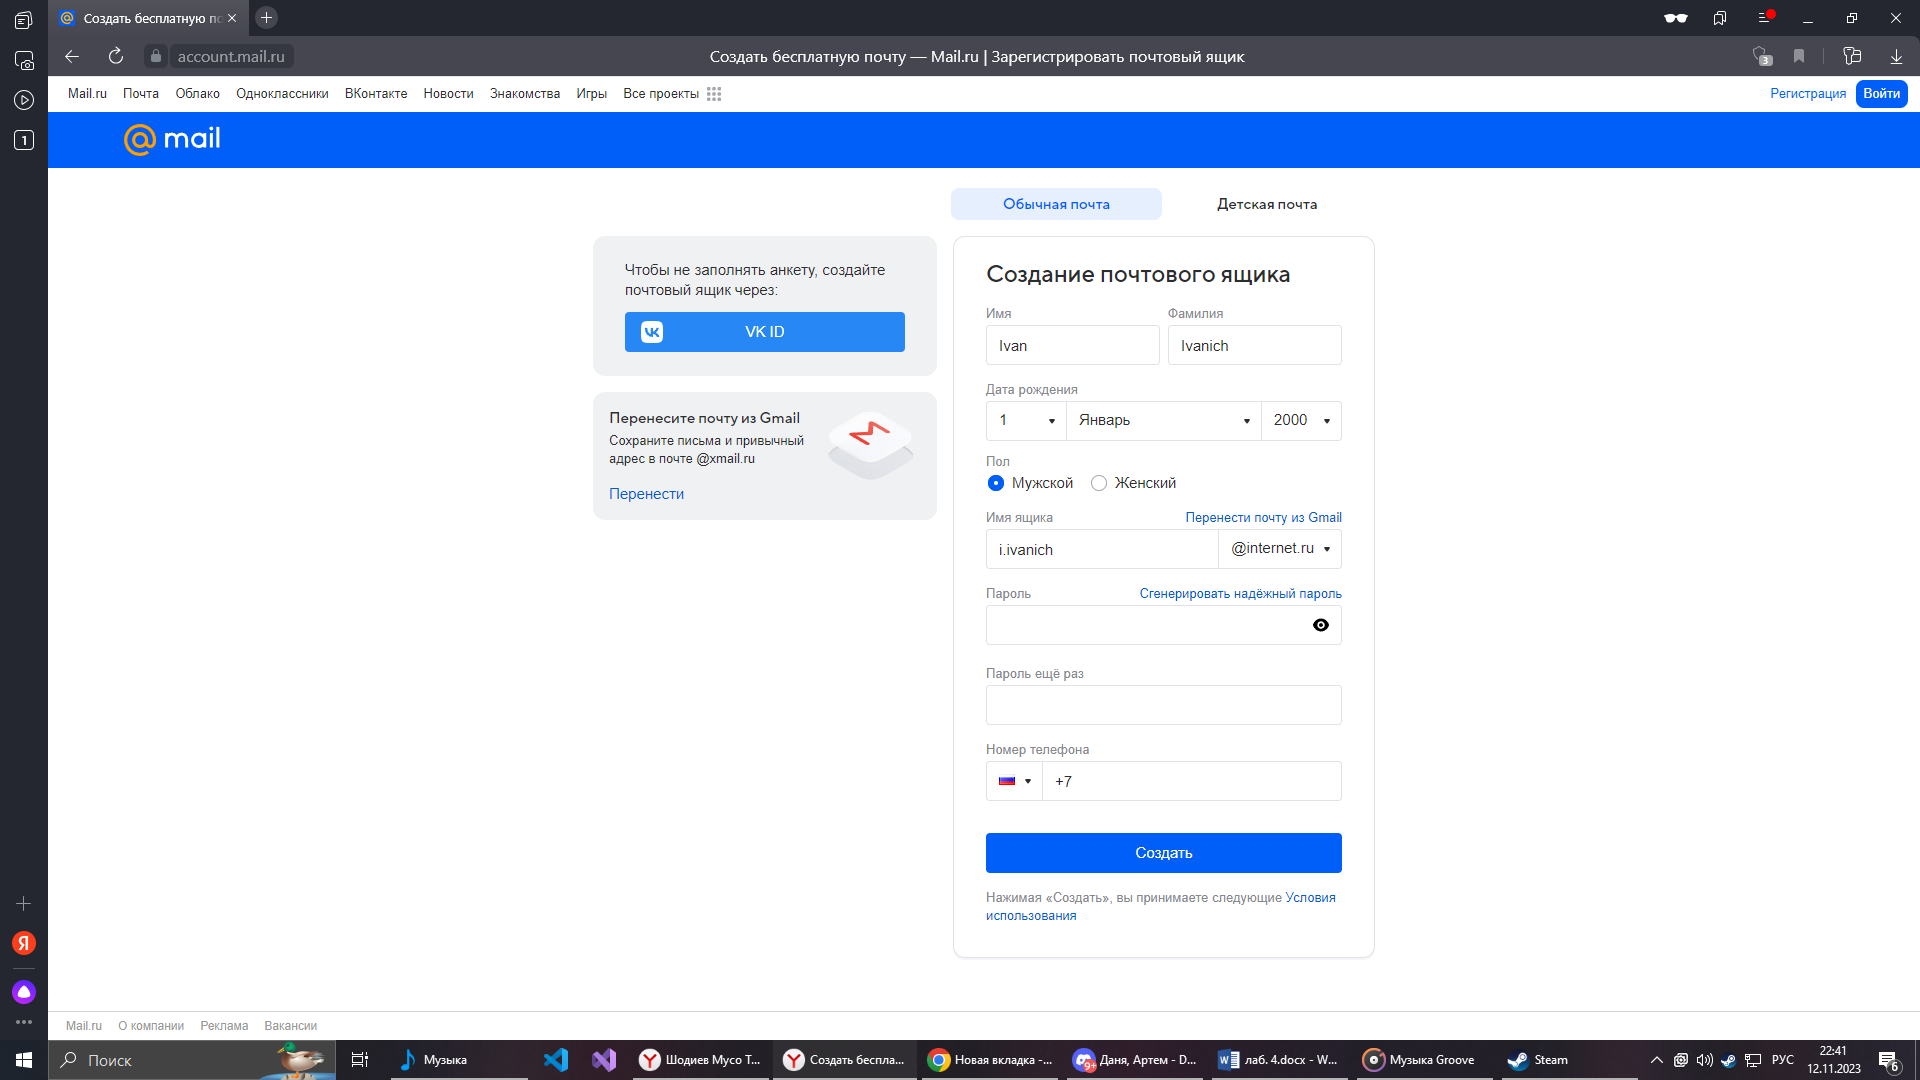 Создать бесплатную по
account.mail.ru
Создать бесплатную почту — Mail.ru | Зарегистрировать почтовый ящик
3
1
Mail.ru Почта Облако Одноклассники ВКонтакте Новости Знакомства Игры Все проекты
Регистрация Войти
@mail
Обычная почта Детская почта
Чтобы не заполнять анкету, создайте
почтовый ящик через:
VK ID
Перенесите почту из Gmail
Сохраните письма и привычный
адрес в почте @xmail.ru
Перенести
Создание почтового ящика
Имя Фамилия
Ivan Ivanich
Дата рождения
1 Январь 2000
Пол
Мужской Женский
Имя ящика Перенести почту из Gmail
i.ivanich @internet.ru
Пароль Сгенерировать надёжный пароль
Пароль ещё раз
Номер телефона
+7
Создать
Нажимая «Создать», вы принимаете следующие Условия
использования
Я
Mail.ru О компании Реклама Вакансии
Поиск
Музыка
Шодиев Мусо Т...
Создать беспла...
Новая вкладка -...
9+
Даня, Артем - D...
лаб. 4.docx - W...
Музыка Groove
Steam
РУС
22:41
12.11.2023
6